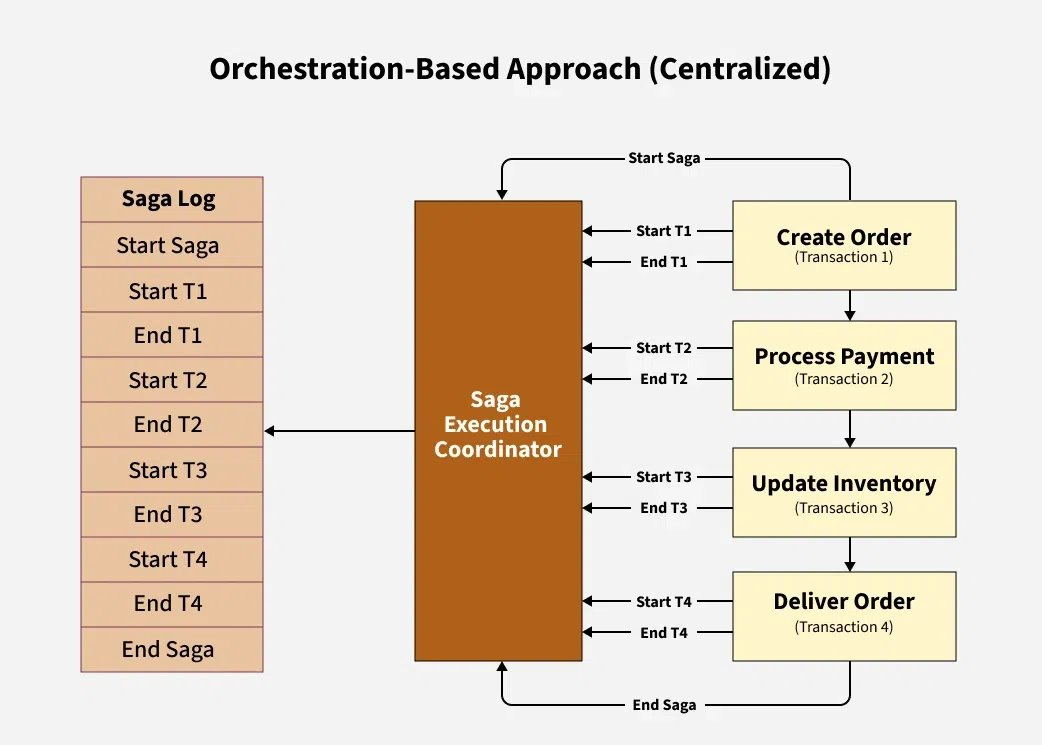 Orchestration-Based Approach (Centralized)
Saga Log
Start Saga
Start T1
End T1
Start T2
End T2
Start T3
End T3
Start T4
End T4
End Saga
Saga
Execution
Coordinator
Start Saga
Start T1
End T1
Start T2
End T2
Start T3
End T3
Start T4
End T4
End Saga
Create Order
(Transaction 1)
Process Payment
(Transaction 2)
Update Inventory
(Transaction 3)
Deliver Order
(Transaction 4)